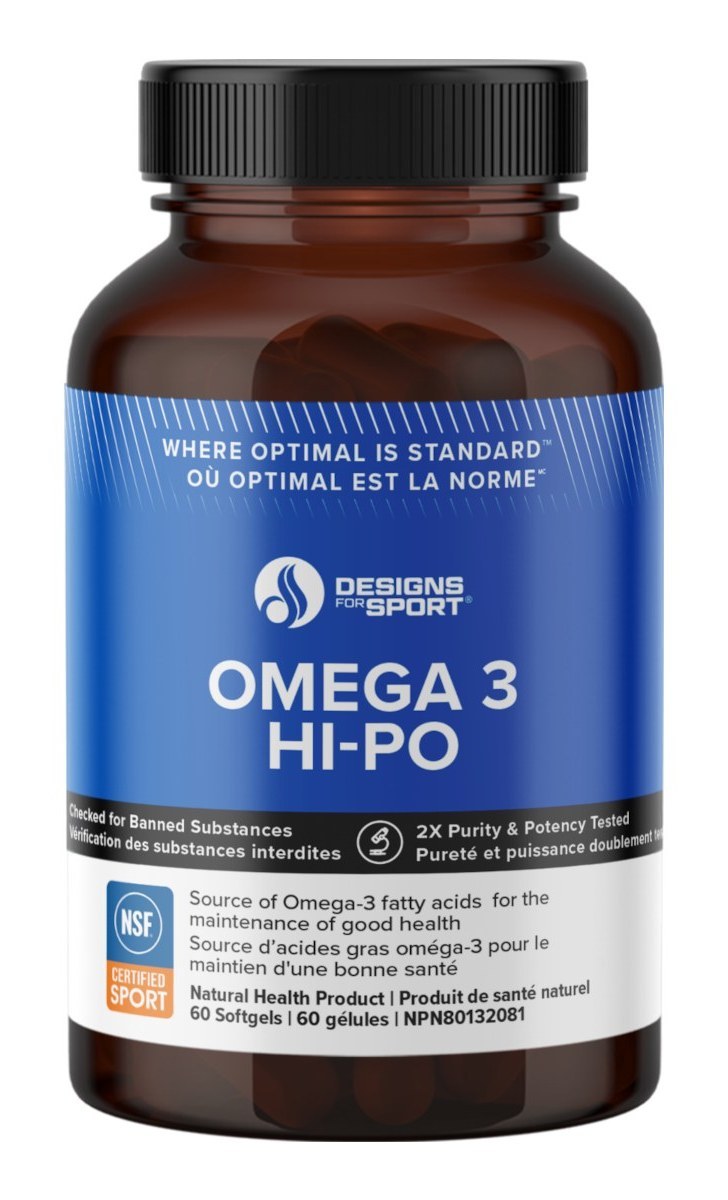 WHERE OPTIMAL IS STANDARD™
OÙ OPTIMAL EST LA NORME MC
DESIGNS
FOR SPORT®
OMEGA 3
HI-PO
Checked for Banned Substances
Vérification des substances interdites
2X Purity & Potency Tested
Pureté et puissance doublement
NSF
CERTIFIED
SPORT
Source of Omega-3 fatty acids for the
maintenance of good health
Source d'acides gras oméga-3 pour le
maintien d'une bonne santé
Natural Health Product | Produit de santé naturel
60 Softgels | 60 gélules | NPN80132081